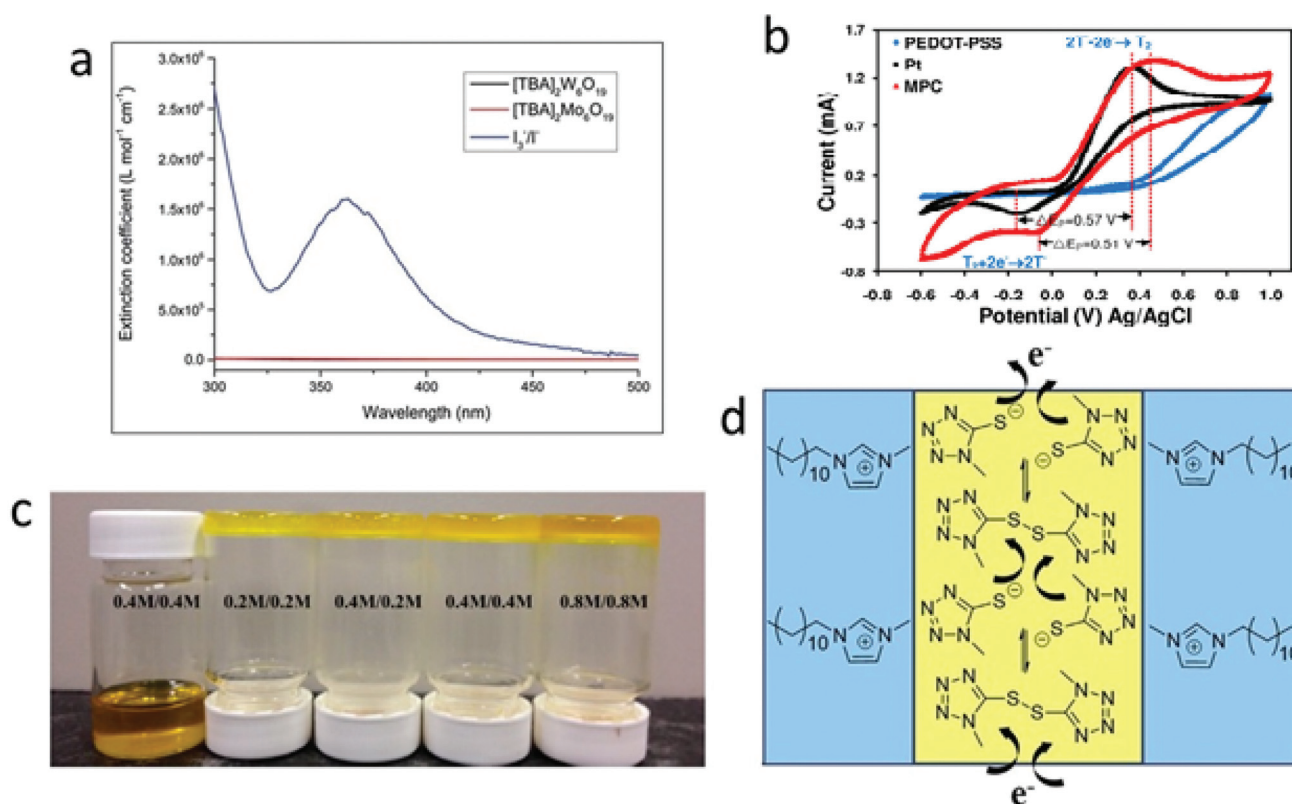 a
[TBA]₂W₆O₁₉
[TBA]₂Mo₆O₁₉
I₃⁻/I⁻
Extinction coefficient (L mol⁻¹ cm⁻¹)
3.0x10⁶
2.5x10⁶
2.0x10⁶
1.5x10⁶
1.0x10⁶
5.0x10⁵
0.0
300 350 400 450 500
Wavelength (nm)
b
PEDOT-PSS
Pt
MPC
2T⁻-2e⁻→ T₂
Current (mA)
1.7
1.2
0.7
0.2
-0.3
-0.8
△Eₚ=0.57 V
△Eₚ=0.51 V
T₂+2e⁻→2T⁻
-0.8 -0.6 -0.4 -0.2 0.0 0.2 0.4 0.6 0.8 1.0
Potential (V) Ag/AgCl
c
0.4M/0.4M 0.2M/0.2M 0.4M/0.2M 0.4M/0.4M 0.8M/0.8M
d
e⁻
N N N N S ⊖
⊖ S N N N N
10 N N ⊕
N N ⊕ 10
N N N N S S N N N N
N N N N S ⊖
⊖ S N N N N
10 N N ⊕
N N ⊕ 10
N N N N S S N N N N
e⁻